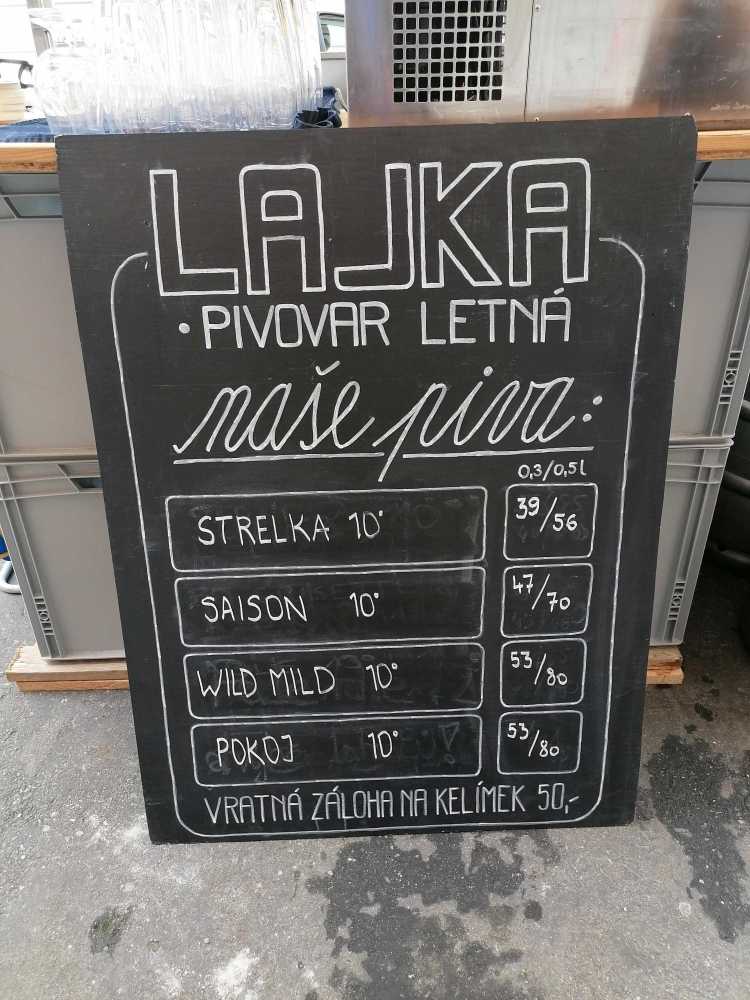 LAJKA
• PIVOVAR LETNÁ
naše piva:
0,3/0,5l
STRELKA 10° 39/56
SAISON 10° 47/70
WILD MILD 10° 53/80
POKOJ 10° 53/80
VRATNÁ ZÁLOHA NA KELÍMEK 50,-